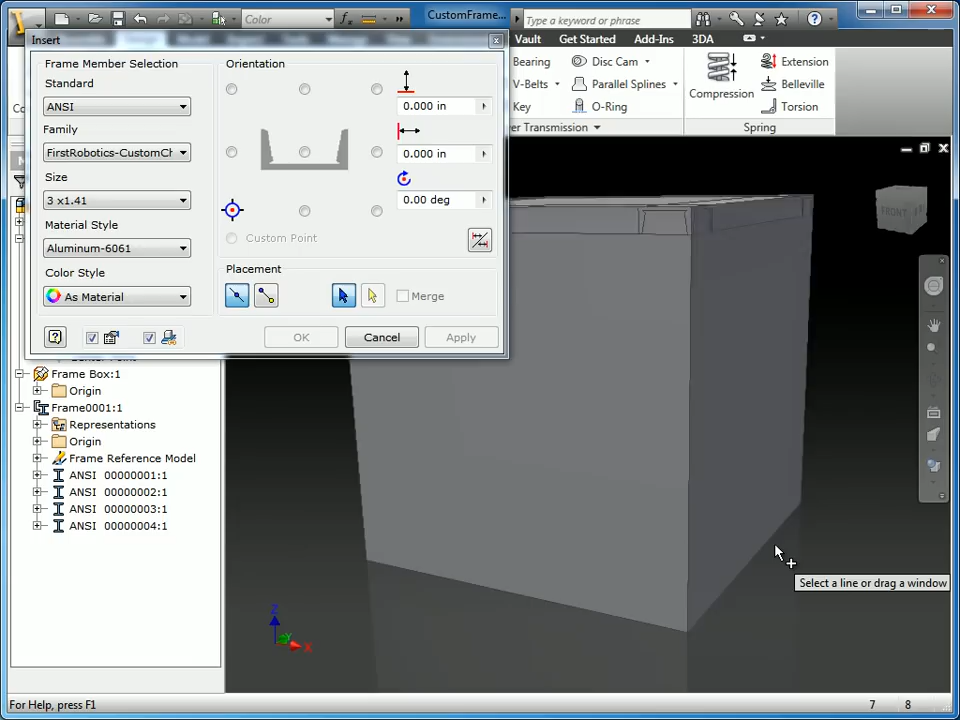 Color
CustomFrame...
Type a keyword or phrase
Vault
Get Started
Add-Ins
3DA
Bearing
Disc Cam
Extension
V-Belts
Parallel Splines
Belleville
Key
O-Ring
Compression
Torsion
er Transmission
Spring
Insert
Frame Member Selection
Standard
ANSI
Family
FirstRobotics-CustomCh
Size
3 x1.41
Material Style
Aluminum-6061
Color Style
As Material
Orientation
0.000 in
0.000 in
0.00 deg
Custom Point
Placement
Merge
OK
Cancel
Apply
FRONT
Frame Box:1
Origin
Frame0001:1
Representations
Origin
Frame Reference Model
ANSI 00000001:1
ANSI 00000002:1
ANSI 00000003:1
ANSI 00000004:1
Select a line or drag a window
Z
Y
X
For Help, press F1
7
8